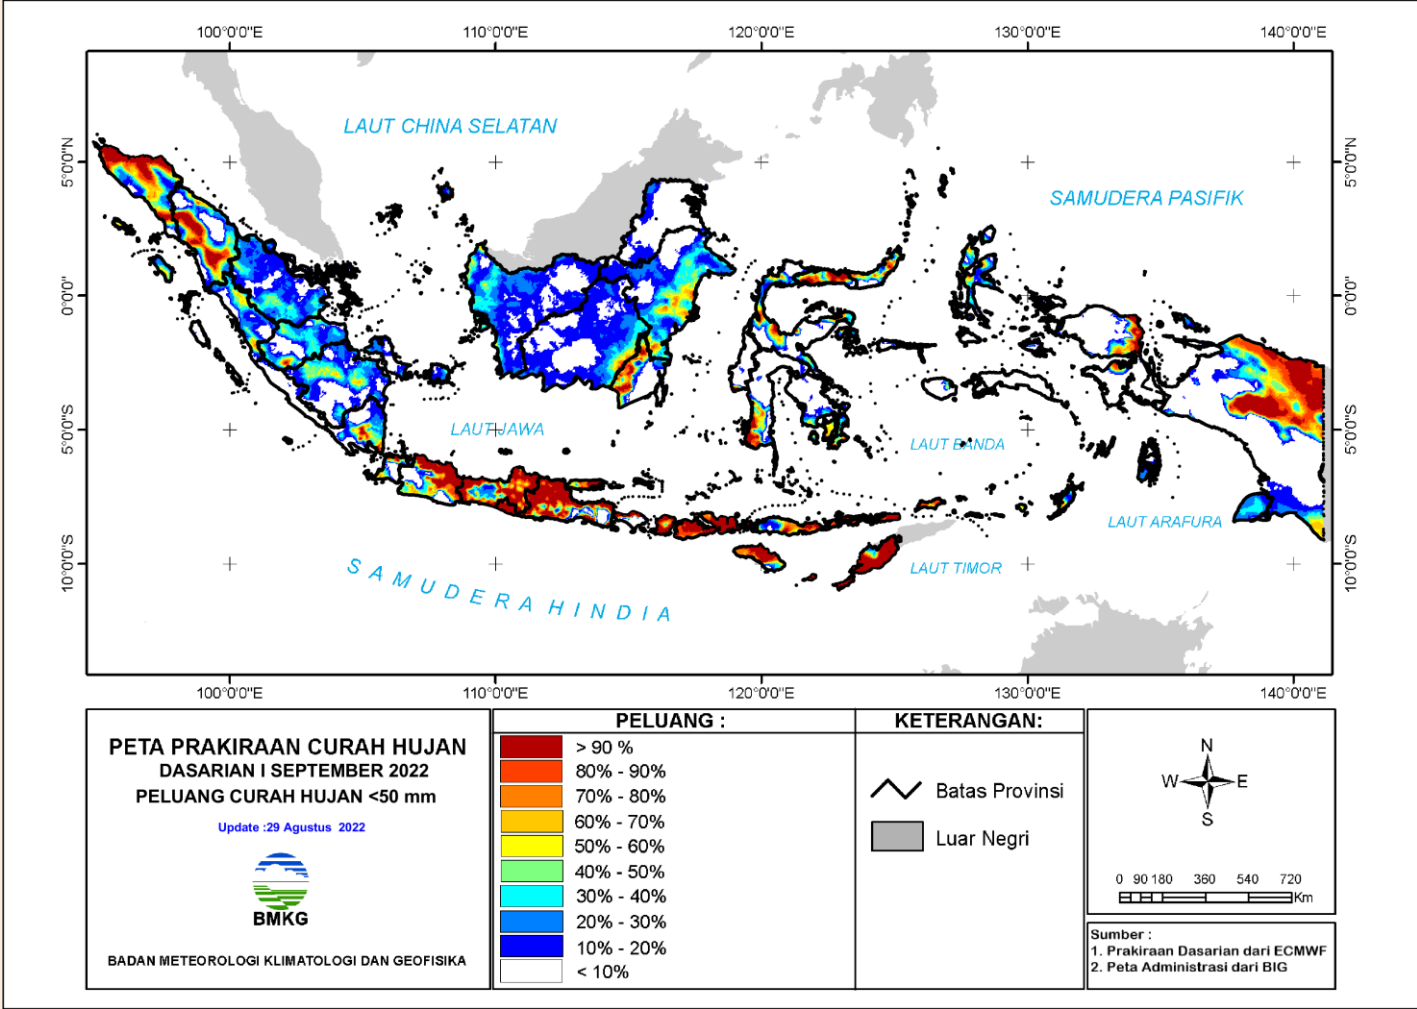 100°0'0"E 110°0'0"E 120°0'0"E 130°0'0"E 140°0'0"E
LAUT CHINA SELATAN
SAMUDERA PASIFIK
5°0'0"N 5°0'0"N
0°0'0" 0°0'0"
5°0'0"S 5°0'0"S
10°0'0"S 10°0'0"S
LAUT JAWA
LAUT BANDA
LAUT ARAFURA
LAUT TIMOR
SAMUDERA HINDIA
100°0'0"E 110°0'0"E 120°0'0"E 130°0'0"E 140°0'0"E
PETA PRAKIRAAN CURAH HUJAN
DASARIAN I SEPTEMBER 2022
PELUANG CURAH HUJAN <50 mm
Update :29 Agustus 2022
BMKG
BADAN METEOROLOGI KLIMATOLOGI DAN GEOFISIKA
PELUANG :
> 90 %
80% - 90%
70% - 80%
60% - 70%
50% - 60%
40% - 50%
30% - 40%
20% - 30%
10% - 20%
< 10%
KETERANGAN:
Batas Provinsi
Luar Negri
N
W E
S
0 90 180 360 540 720
Km
Sumber :
1. Prakiraan Dasarian dari ECMWF
2. Peta Administrasi dari BIG